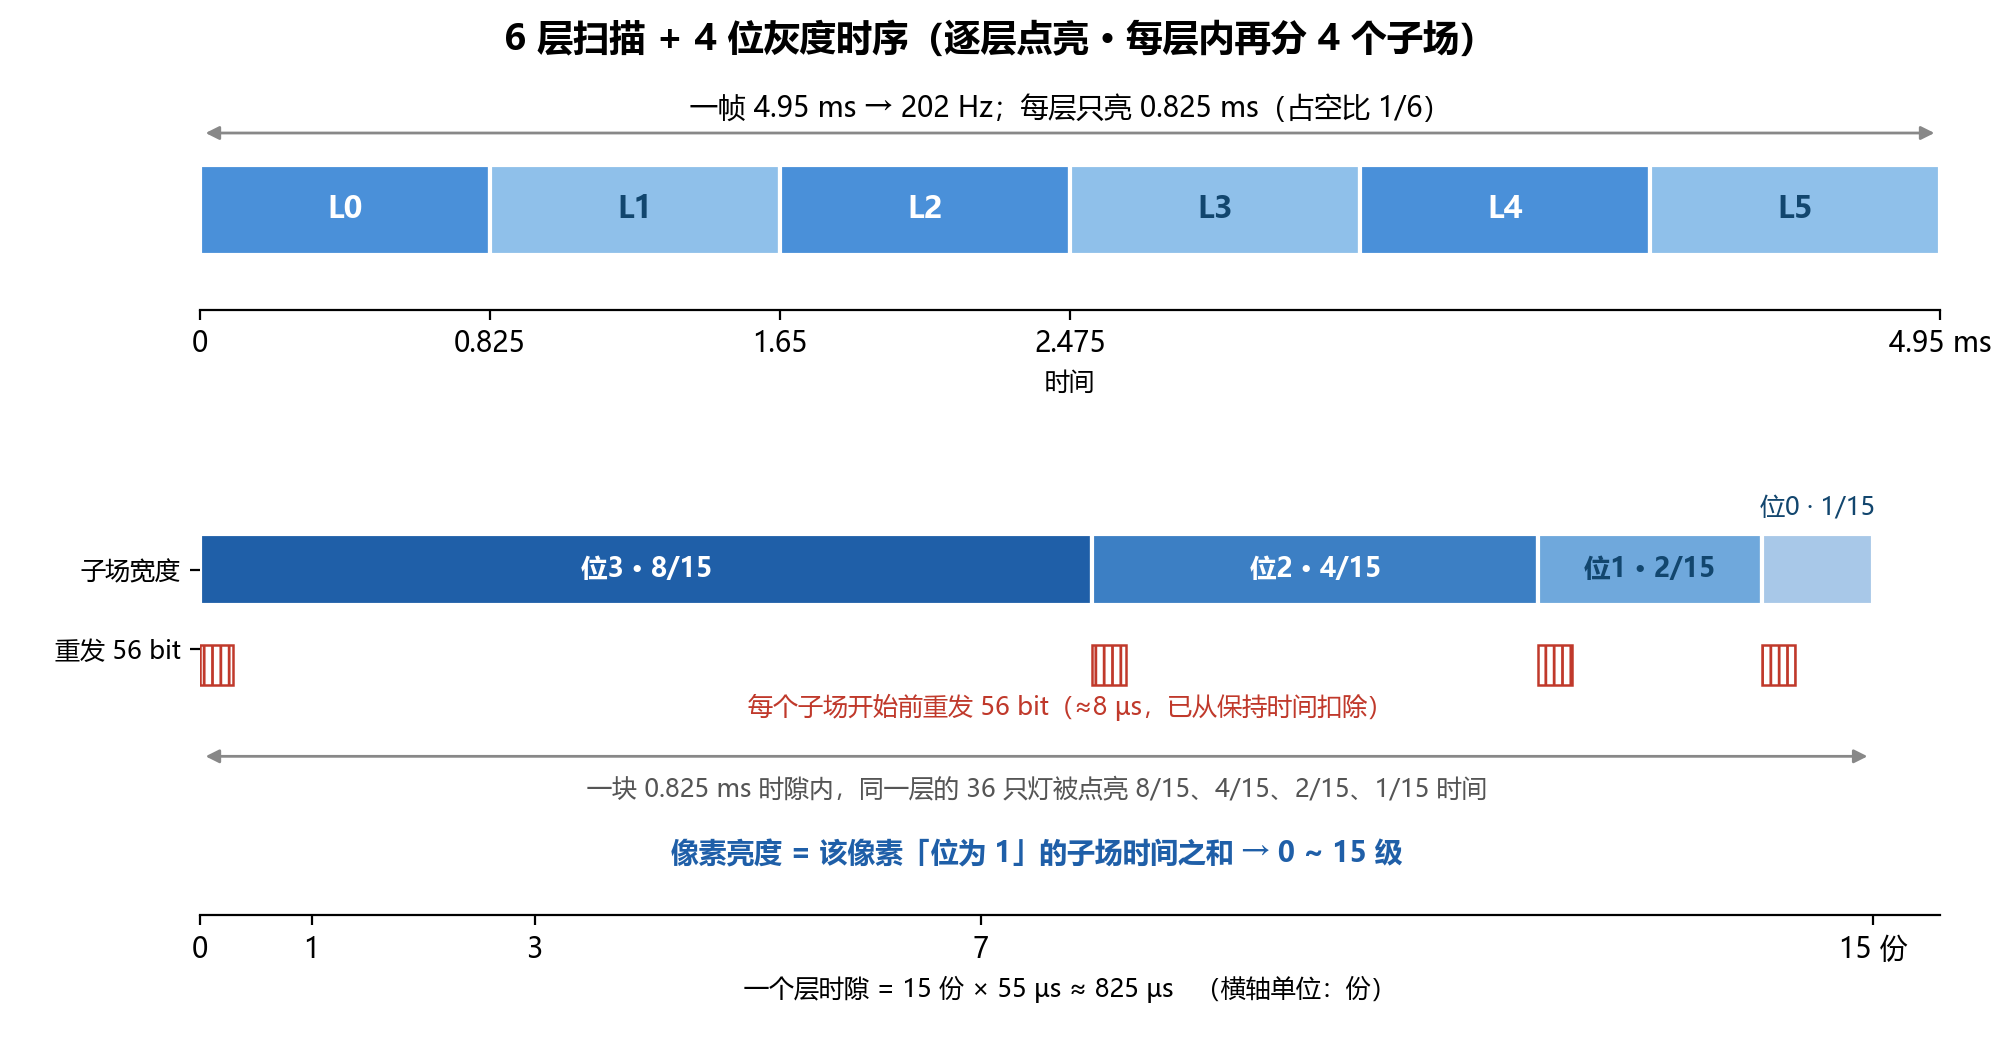 6 层扫描 + 4 位灰度时序（逐层点亮 · 每层内再分 4 个子场）
一帧 4.95 ms → 202 Hz；每层只亮 0.825 ms（占空比 1/6）
L0 L1 L2 L3 L4 L5
0 0.825 1.65 2.475 4.95 ms
时间
位0 · 1/15
子场宽度 位3 · 8/15 位2 · 4/15 位1 · 2/15
重发 56 bit
每个子场开始前重发 56 bit（≈8 μs，已从保持时间扣除）
一块 0.825 ms 时隙内，同一层的 36 只灯被点亮 8/15、4/15、2/15、1/15 时间
像素亮度 = 该像素「位为 1」的子场时间之和 → 0 ~ 15 级
0 1 3 7 15 份
一个层时隙 = 15 份 × 55 μs ≈ 825 μs （横轴单位：份）